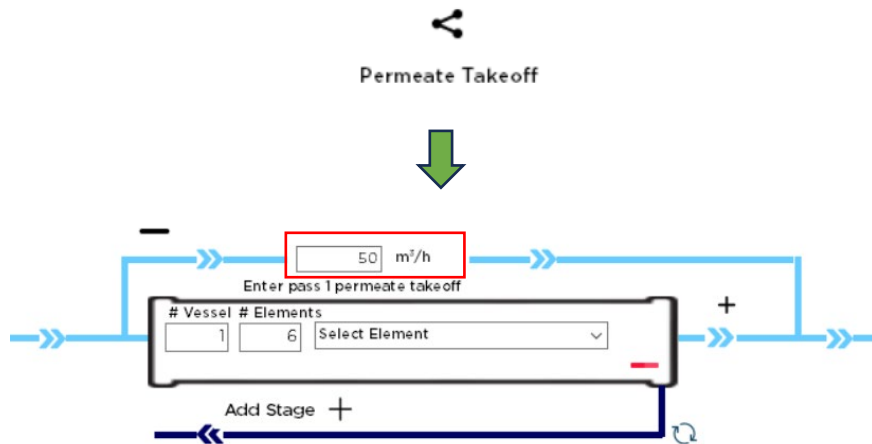 Permeate Takeoff
50 m³/h
Enter pass 1 permeate takeoff
# Vessel # Elements
1 6 Select Element
Add Stage